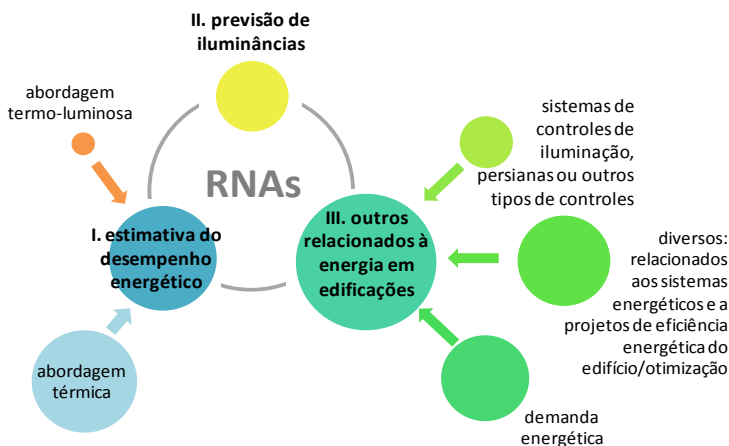 II. previsão de
iluminâncias
abordagem
termo-luminosa
RNAs
I. estimativa do
desempenho
energético
abordagem
térmica
III. outros
relacionados à
energia em
edificações
sistemas de
controles de
iluminação,
persianas ou outros
tipos de controles
diversos:
relacionados
aos sistemas
energéticos e a
projetos de eficiência
energética do
edifício/otimização
demanda
energética